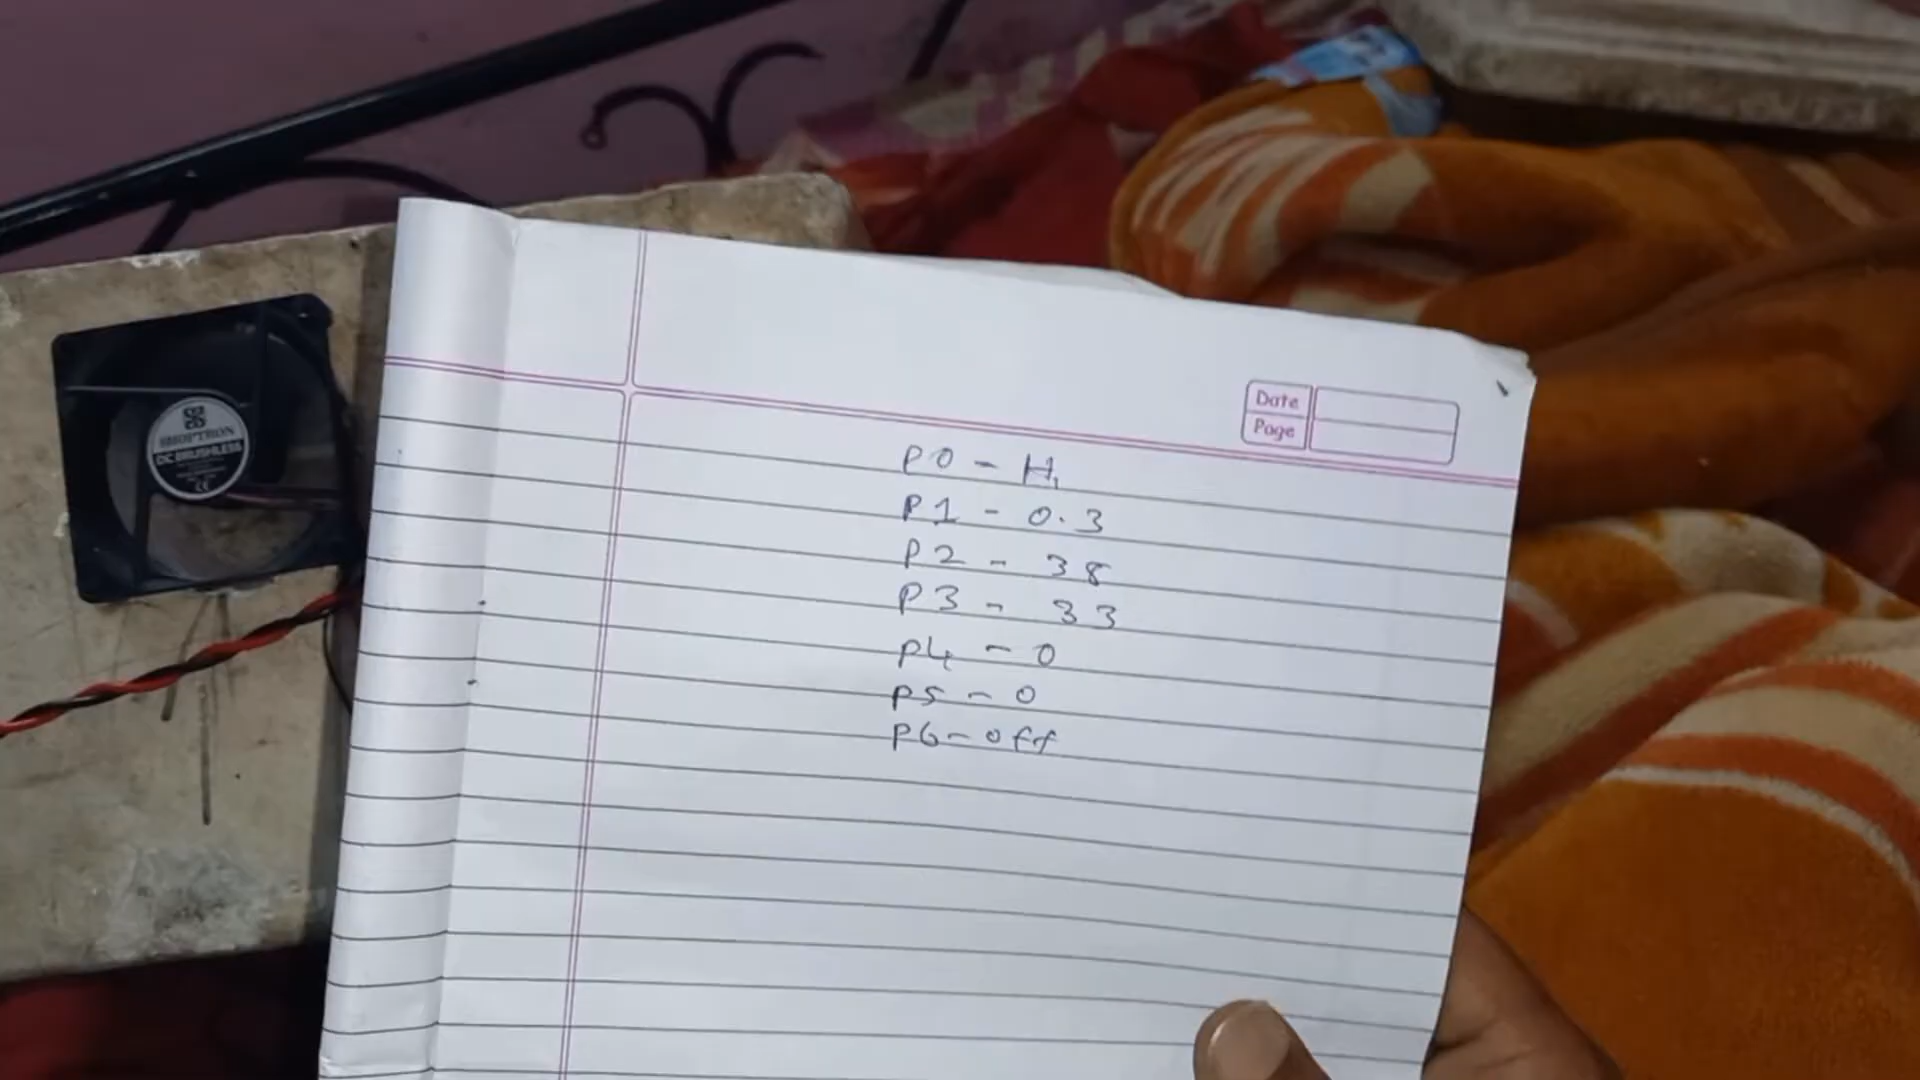 SHOPTRON
DC BRUSHLESS
CE
Date
Page
P0 - H,
P1 - 0.3
P2 - 38
P3 - 33
P4 - 0
P5 - 0
P6 - off